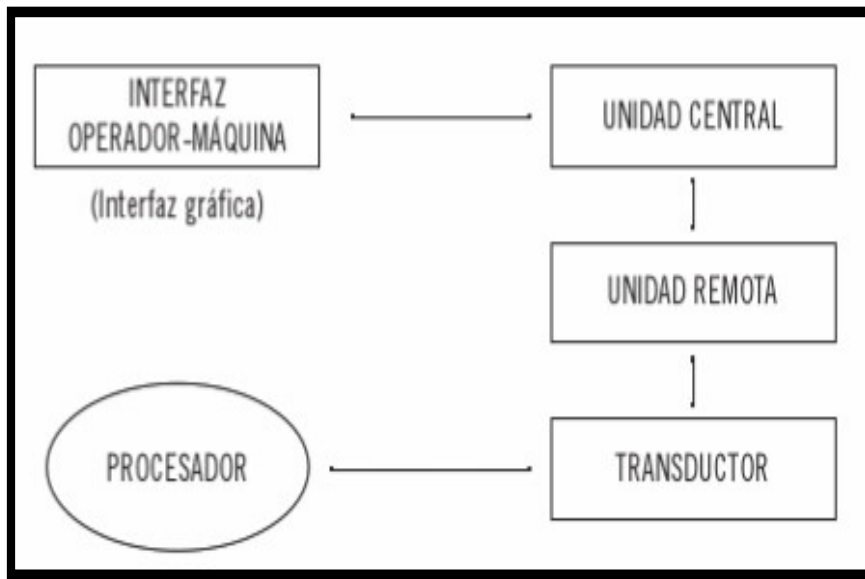 INTERFAZ
OPERADOR-MÁQUINA
(Interfaz gráfica)
UNIDAD CENTRAL
UNIDAD REMOTA
PROCESADOR
TRANSDUCTOR